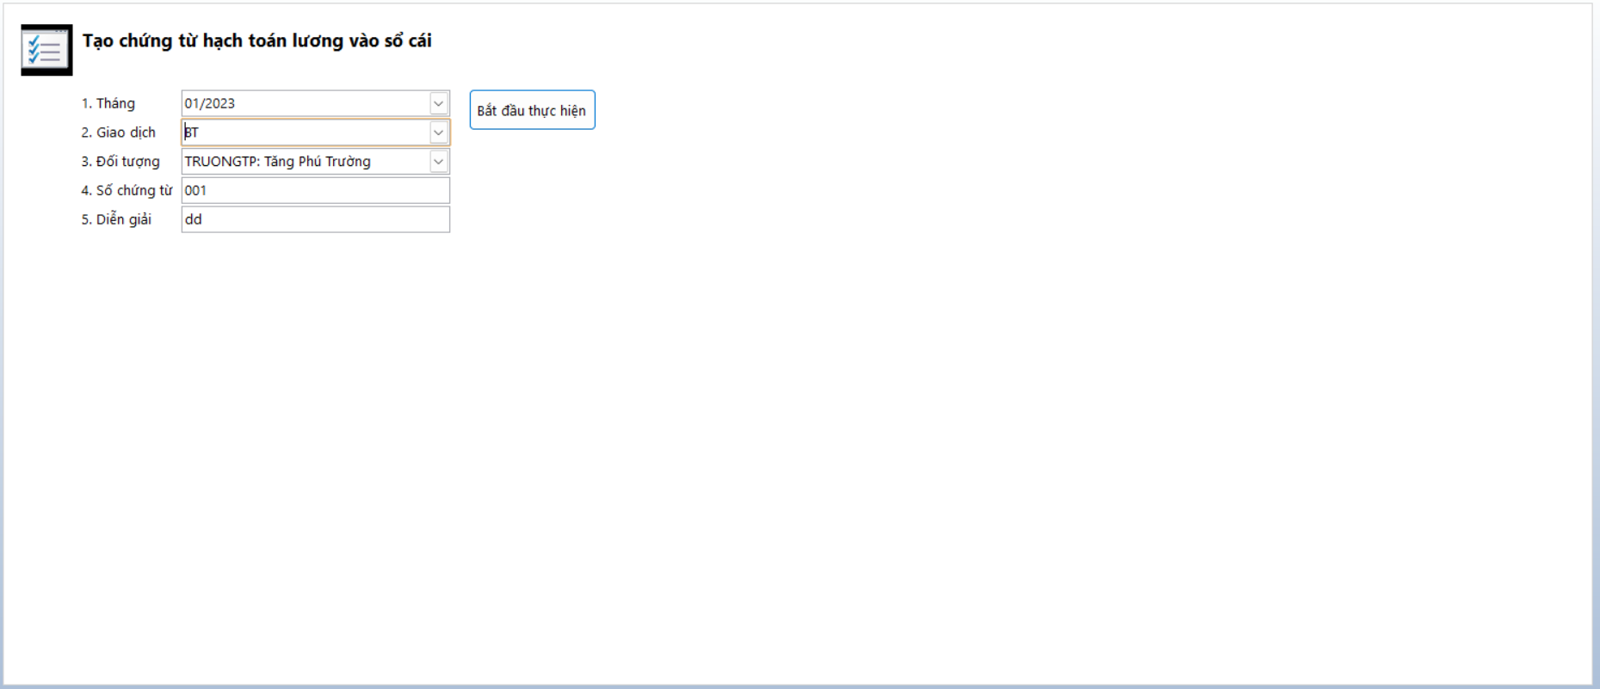 Tạo chứng từ hạch toán lương vào sổ cái
1. Tháng 01/2023 Bắt đầu thực hiện
2. Giao dịch BT
3. Đối tượng TRUONGTP: Tăng Phú Trường
4. Số chứng từ 001
5. Diễn giải dd